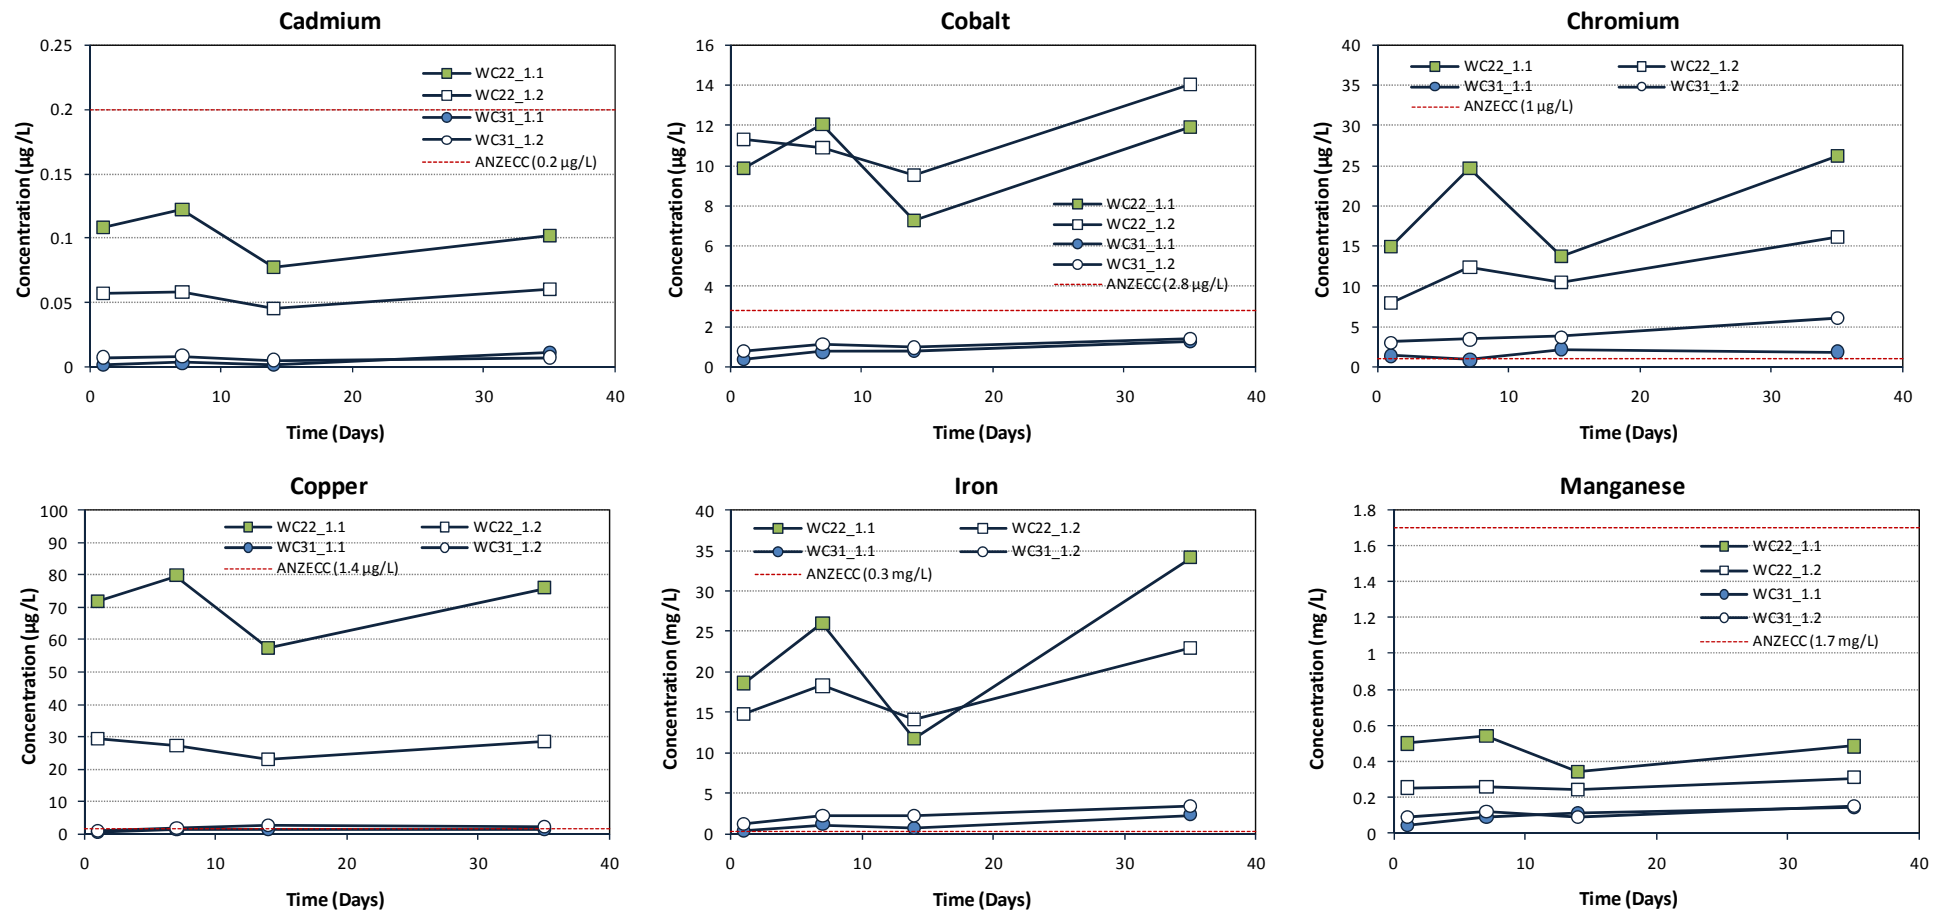 Cadmium
0.25
0.2
0.15
0.1
0.05
0
0 10 20 30 40
Concentration (µg /L)
Time (Days)
WC22_1.1
WC22_1.2
WC31_1.1
WC31_1.2
ANZECC (0.2 µg/L)
Cobalt
16
14
12
10
8
6
4
2
0
0 10 20 30 40
Concentration (µg /L)
Time (Days)
WC22_1.1
WC22_1.2
WC31_1.1
WC31_1.2
ANZECC (2.8 µg/L)
Chromium
40
35
30
25
20
15
10
5
0
0 10 20 30 40
Concentration (µg /L)
Time (Days)
WC22_1.1 WC22_1.2
WC31_1.1 WC31_1.2
ANZECC (1 µg/L)
Copper
100
90
80
70
60
50
40
30
20
10
0
0 10 20 30 40
Concentration (µg /L)
Time (Days)
WC22_1.1 WC22_1.2
WC31_1.1 WC31_1.2
ANZECC (1.4 µg/L)
Iron
40
35
30
25
20
15
10
5
0
0 10 20 30 40
Concentration (mg /L)
Time (Days)
WC22_1.1 WC22_1.2
WC31_1.1 WC31_1.2
ANZECC (0.3 mg/L)
Manganese
1.8
1.6
1.4
1.2
1
0.8
0.6
0.4
0.2
0
0 10 20 30 40
Concentration (mg /L)
Time (Days)
WC22_1.1
WC22_1.2
WC31_1.1
WC31_1.2
ANZECC (1.7 mg/L)